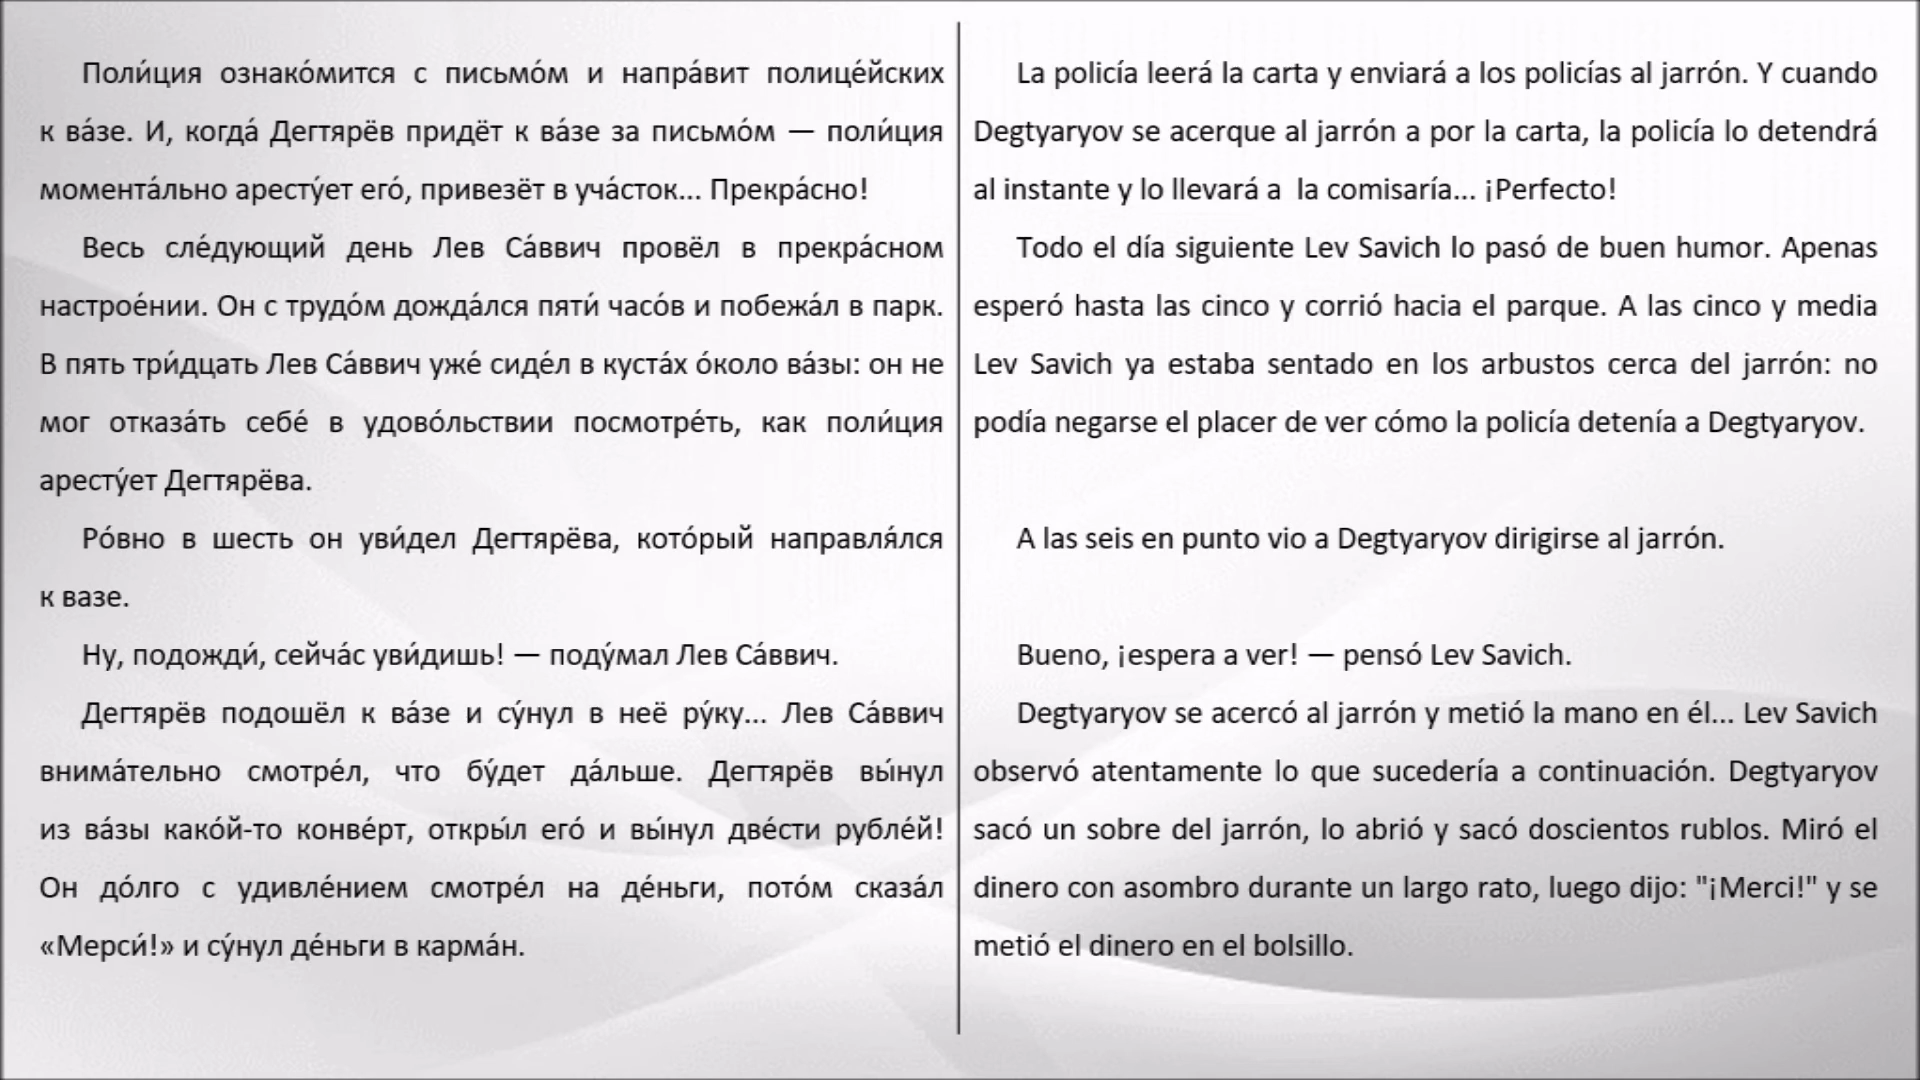 Поли́ция ознако́мится с письмо́м и напра́вит полице́йских
к ва́зе. И, когда́ Дегтярёв придёт к ва́зе за письмо́м — поли́ция
момента́льно аресту́ет его́, привезёт в уча́сток... Прекра́сно!
Весь сле́дующий день Лев Са́ввич провёл в прекра́сном
настрое́нии. Он с трудо́м дожда́лся пяти́ часо́в и побежа́л в парк.
В пять три́дцать Лев Са́ввич уже́ сиде́л в куста́х о́коло ва́зы: он не
мог отказа́ть себе́ в удово́льствии посмотре́ть, как поли́ция
аресту́ет Дегтярёва.
Ро́вно в шесть он уви́дел Дегтярёва, кото́рый направля́лся
к вазе.
Ну, подожди́, сейча́с уви́дишь! — поду́мал Лев Са́ввич.
Дегтярёв подошёл к ва́зе и су́нул в неё ру́ку... Лев Са́ввич
внима́тельно смотре́л, что бу́дет да́льше. Дегтярёв вы́нул
из ва́зы како́й-то конве́рт, откры́л его́ и вы́нул две́сти рубле́й!
Он до́лго с удивле́нием смотре́л на де́ньги, пото́м сказа́л
«Мерси́!» и су́нул де́ньги в карма́н.
La policía leerá la carta y enviará a los policías al jarrón. Y cuando
Degtyaryov se acerque al jarrón a por la carta, la policía lo detendrá
al instante y lo llevará a la comisaría... ¡Perfecto!
Todo el día siguiente Lev Savich lo pasó de buen humor. Apenas
esperó hasta las cinco y corrió hacia el parque. A las cinco y media
Lev Savich ya estaba sentado en los arbustos cerca del jarrón: no
podía negarse el placer de ver cómo la policía detenía a Degtyaryov.
A las seis en punto vio a Degtyaryov dirigirse al jarrón.
Bueno, ¡espera a ver! — pensó Lev Savich.
Degtyaryov se acercó al jarrón y metió la mano en él... Lev Savich
observó atentamente lo que sucedería a continuación. Degtyaryov
sacó un sobre del jarrón, lo abrió y sacó doscientos rublos. Miró el
dinero con asombro durante un largo rato, luego dijo: "¡Merci!" y se
metió el dinero en el bolsillo.